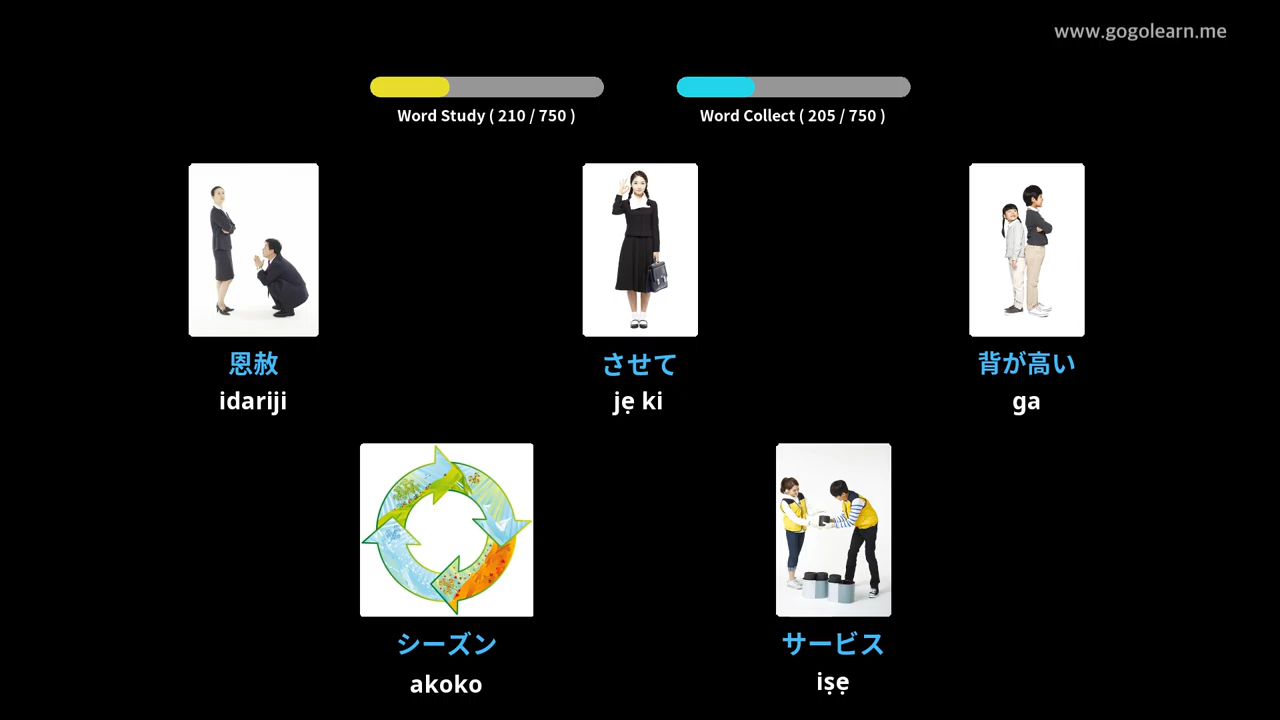 www.gogolearn.me
Word Study ( 210 / 750 )
Word Collect ( 205 / 750 )
恩赦
idariji
させて
jẹ ki
背が高い
ga
シーズン
akoko
サービス
iṣẹ